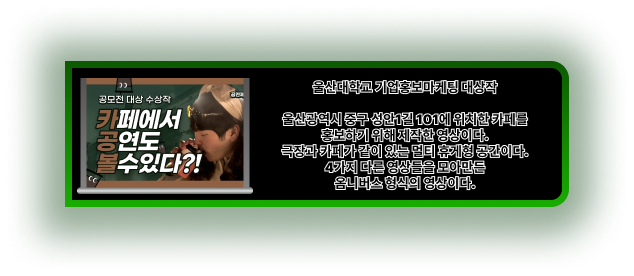 공모전 대상 수상작
카페에서
공연도
볼수있다?!
울산대학교 기업홍보마케팅 대상작
울산광역시 중구 성안1길 101에 위치한 카페를
홍보하기 위해 제작한 영상이다.
극장과 카페가 같이 있는 멀티 휴게형 공간이다.
4가지 다른 영상들을 모아만든
옴니버스 형식의 영상이다.